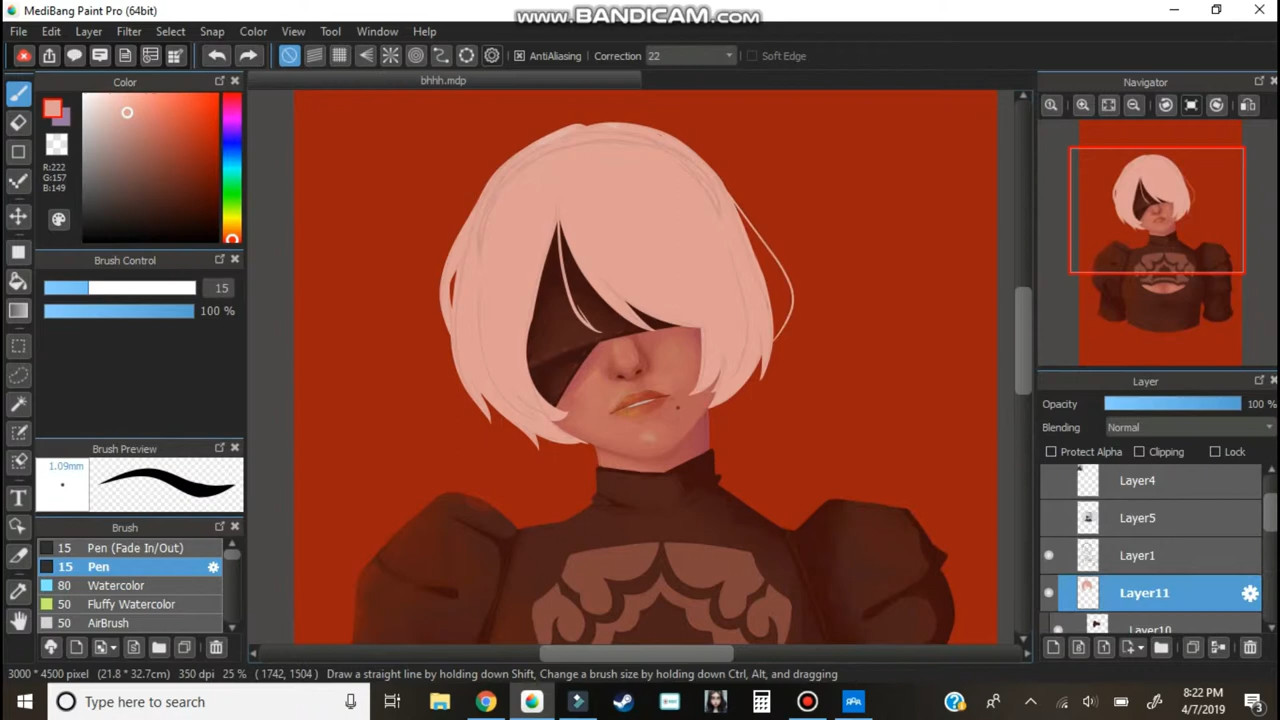 MediBang Paint Pro (64bit)
www.BANDICAM.com
File Edit Layer Filter Select Snap Color View Tool Window Help
AntiAliasing Correction 22 Soft Edge
Color
bhhh.mdp
Navigator
R:222
G:157
B:149
Brush Control
15
100 %
Brush Preview
1.09mm
Brush
15 Pen (Fade In/Out)
15 Pen
80 Watercolor
50 Fluffy Watercolor
50 AirBrush
Layer
Opacity 100 %
Blending Normal
Protect Alpha Clipping Lock
Layer4
Layer5
Layer1
Layer11
Layer10
3000 * 4500 pixel (21.8 * 32.7cm) 350 dpi 25 % (1742, 1504) Draw a straight line by holding down Shift, Change a brush size by holding down Ctrl, Alt, and dragging
Type here to search
8:22 PM
4/7/2019
3